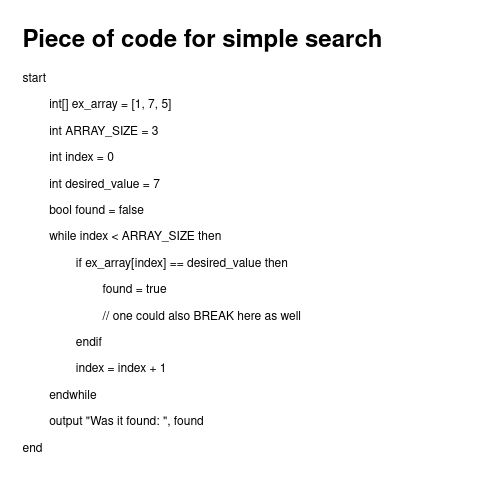 Piece of code for simple search
start
int[] ex_array = [1, 7, 5]
int ARRAY_SIZE = 3
int index = 0
int desired_value = 7
bool found = false
while index < ARRAY_SIZE then
if ex_array[index] == desired_value then
found = true
// one could also BREAK here as well
endif
index = index + 1
endwhile
output "Was it found: ", found
end